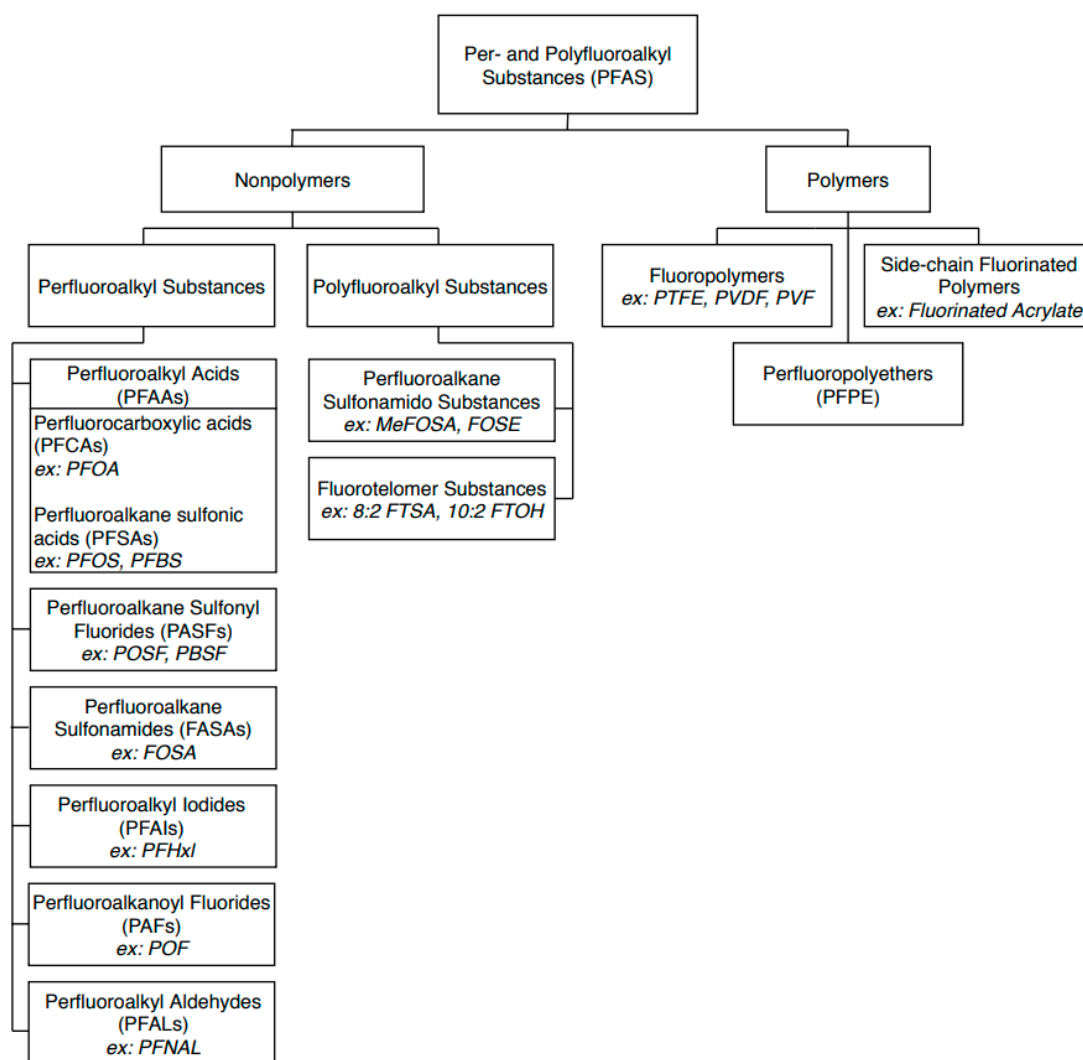 Per- and Polyfluoroalkyl
Substances (PFAS)
Nonpolymers
Polymers
Perfluoroalkyl Substances
Polyfluoroalkyl Substances
Fluoropolymers
ex: PTFE, PVDF, PVF
Side-chain Fluorinated
Polymers
ex: Fluorinated Acrylate
Perfluoropolyethers
(PFPE)
Perfluoroalkyl Acids
(PFAAs)
Perfluorocarboxylic acids
(PFCAs)
ex: PFOA
Perfluoroalkane sulfonic
acids (PFSAs)
ex: PFOS, PFBS
Perfluoroalkane Sulfonyl
Fluorides (PASFs)
ex: POSF, PBSF
Perfluoroalkane
Sulfonamides (FASAs)
ex: FOSA
Perfluoroalkyl Iodides
(PFAIs)
ex: PFHxI
Perfluoroalkanoyl Fluorides
(PAFs)
ex: POF
Perfluoroalkyl Aldehydes
(PFALs)
ex: PFNAL
Perfluoroalkane
Sulfonamido Substances
ex: MeFOSA, FOSE
Fluorotelomer Substances
ex: 8:2 FTSA, 10:2 FTOH